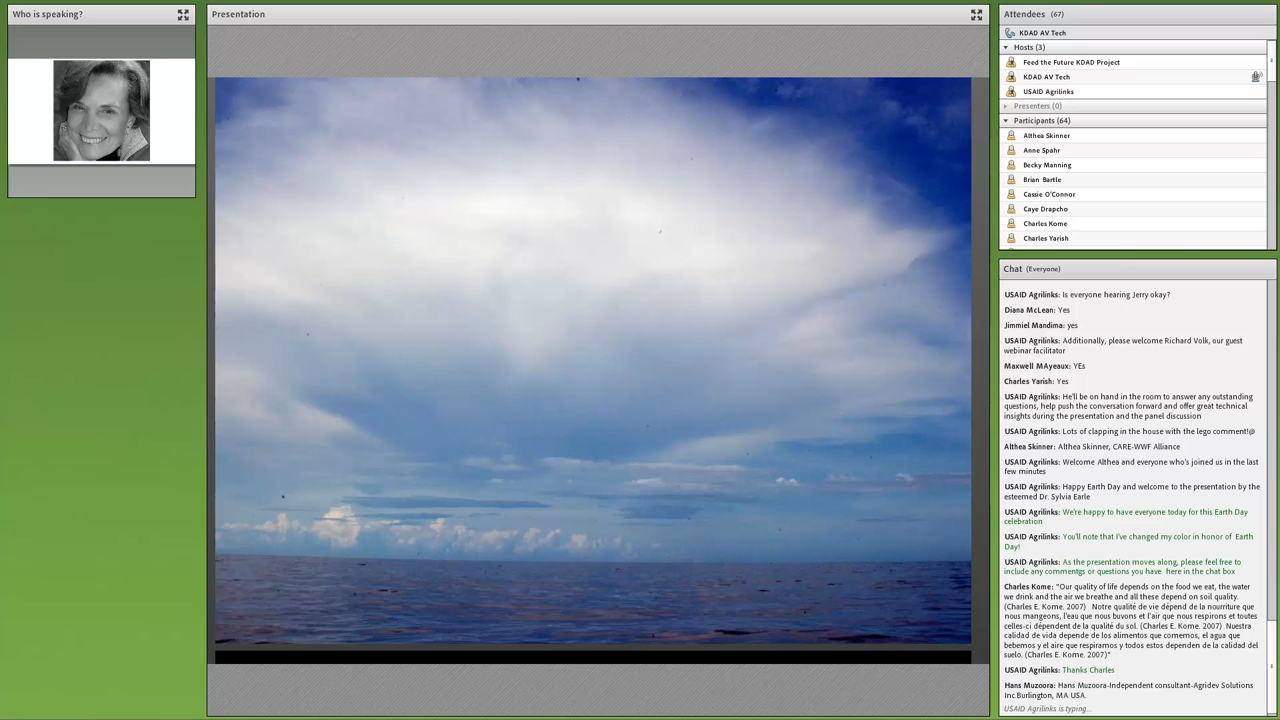 Who is speaking?
Presentation
Attendees (67)
KDAD AV Tech
Hosts (3)
Feed the Future KDAD Project
KDAD AV Tech
USAID Agrilinks
Presenters (0)
Participants (64)
Althea Skinner
Anne Spahr
Becky Manning
Brian Bartle
Cassie O'Connor
Caye Drapcho
Charles Kome
Charles Yarish
Chat (Everyone)
USAID Agrilinks: Is everyone hearing Jerry okay?
Diana McLean: Yes
Jimmiel Mandima: yes
USAID Agrilinks: Additionally, please welcome Richard Volk, our guest
webinar facilitator
Maxwell MAyeaux: YEs
Charles Yarish: Yes
USAID Agrilinks: He'll be on hand in the room to answer any outstanding
questions, help push the conversation forward and offer great technical
insights during the presentation and the panel discussion
USAID Agrilinks: Lots of clapping in the house with the lego comment!@
Althea Skinner: Althea Skinner, CARE-WWF Alliance
USAID Agrilinks: Welcome Althea and everyone who's joined us in the last
few minutes
USAID Agrilinks: Happy Earth Day and welcome to the presentation by the
esteemed Dr. Sylvia Earle
USAID Agrilinks: We're happy to have everyone today for this Earth Day
celebration
USAID Agrilinks: You'll note that I've changed my color in honor of Earth
Day!
USAID Agrilinks: As the presentation moves along, please feel free to
include any commentgs or questions you have here in the chat box
Charles Kome: "Our quality of life depends on the food we eat, the water
we drink and the air we breathe and all these depend on soil quality.
(Charles E. Kome. 2007) Notre qualité de vie dépend de la nourriture que
nous mangeons, l'eau que nous buvons et l'air que nous respirons et toutes
celles-ci dépendent de la qualité du sol. (Charles E. Kome. 2007) Nuestra
calidad de vida depende de los alimentos que comemos, el agua que
bebemos y el aire que respiramos y todos estos dependen de la calidad del
suelo. (Charles E. Kome. 2007)"
USAID Agrilinks: Thanks Charles
Hans Muzoora: Hans Muzoora-Independent consultant-Agridev Solutions
Inc.Burlington, MA USA.
USAID Agrilinks is typing...